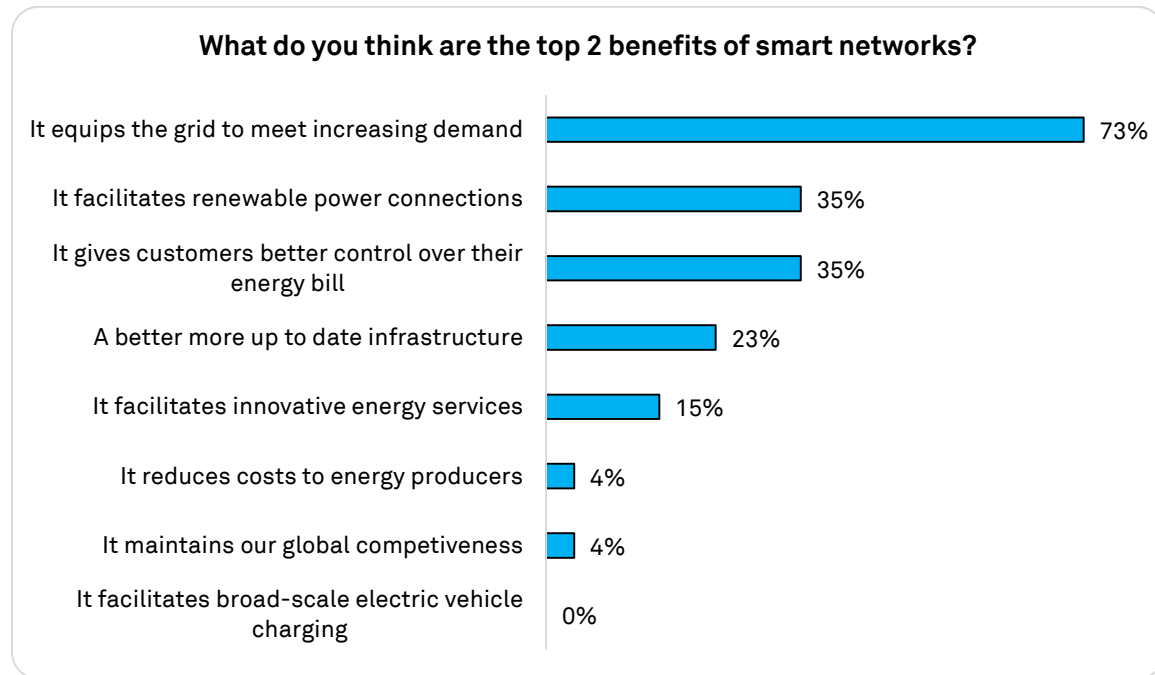 What do you think are the top 2 benefits of smart networks?
It equips the grid to meet increasing demand
73%
It facilitates renewable power connections
35%
It gives customers better control over their
energy bill
35%
A better more up to date infrastructure
23%
It facilitates innovative energy services
15%
It reduces costs to energy producers
4%
It maintains our global competiveness
4%
It facilitates broad-scale electric vehicle
charging
0%